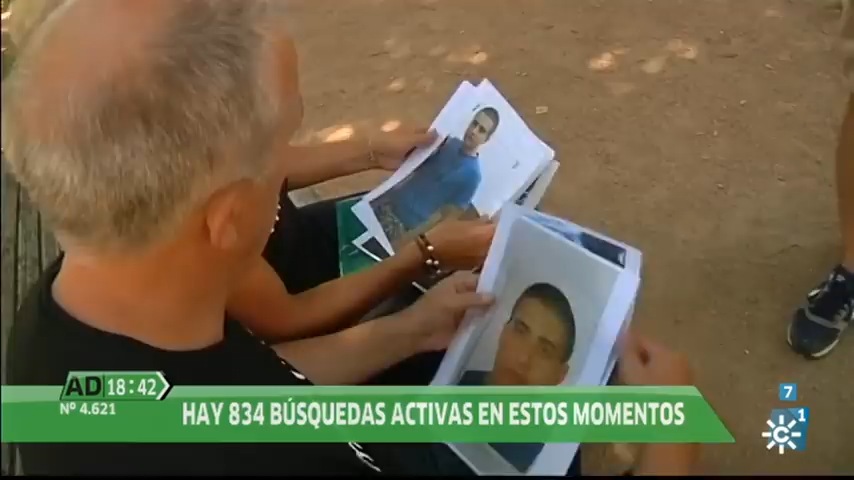 AD 18:42
Nº 4.621
HAY 834 BÚSQUEDAS ACTIVAS EN ESTOS MOMENTOS
7
1